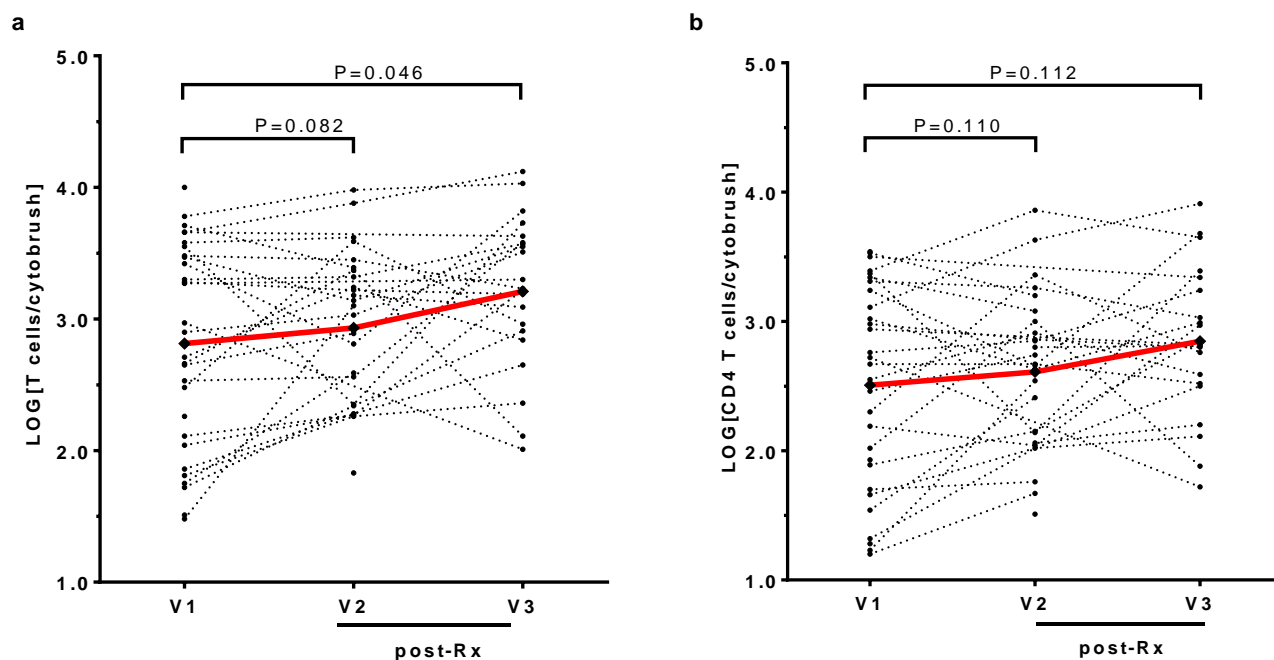 a
5.0
4.0
3.0
2.0
1.0
LOG[T cells/cytobrush]
P=0.046
P=0.082
V1
V2
V3
post-Rx
b
5.0
4.0
3.0
2.0
1.0
LOG[CD4 T cells/cytobrush]
P=0.112
P=0.110
V1
V2
V3
post-Rx